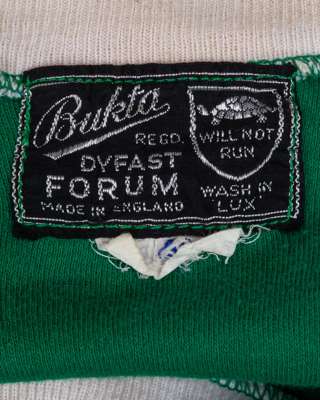 Bukta
REGD.
DYFAST
FORUM
MADE IN ENGLAND
WILL NOT
RUN
WASH IN
LUX